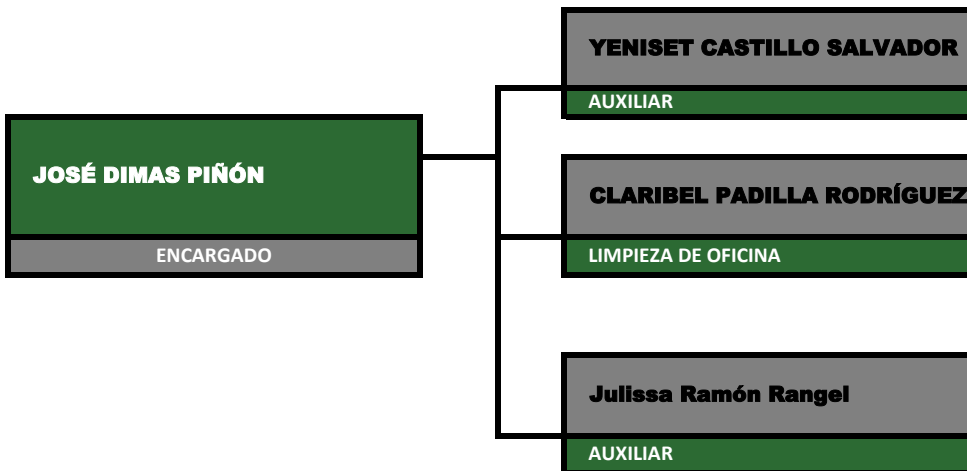 JOSÉ DIMAS PIÑÓN
ENCARGADO
YENISET CASTILLO SALVADOR
AUXILIAR
CLARIBEL PADILLA RODRÍGUEZ
LIMPIEZA DE OFICINA
Julissa Ramón Rangel
AUXILIAR